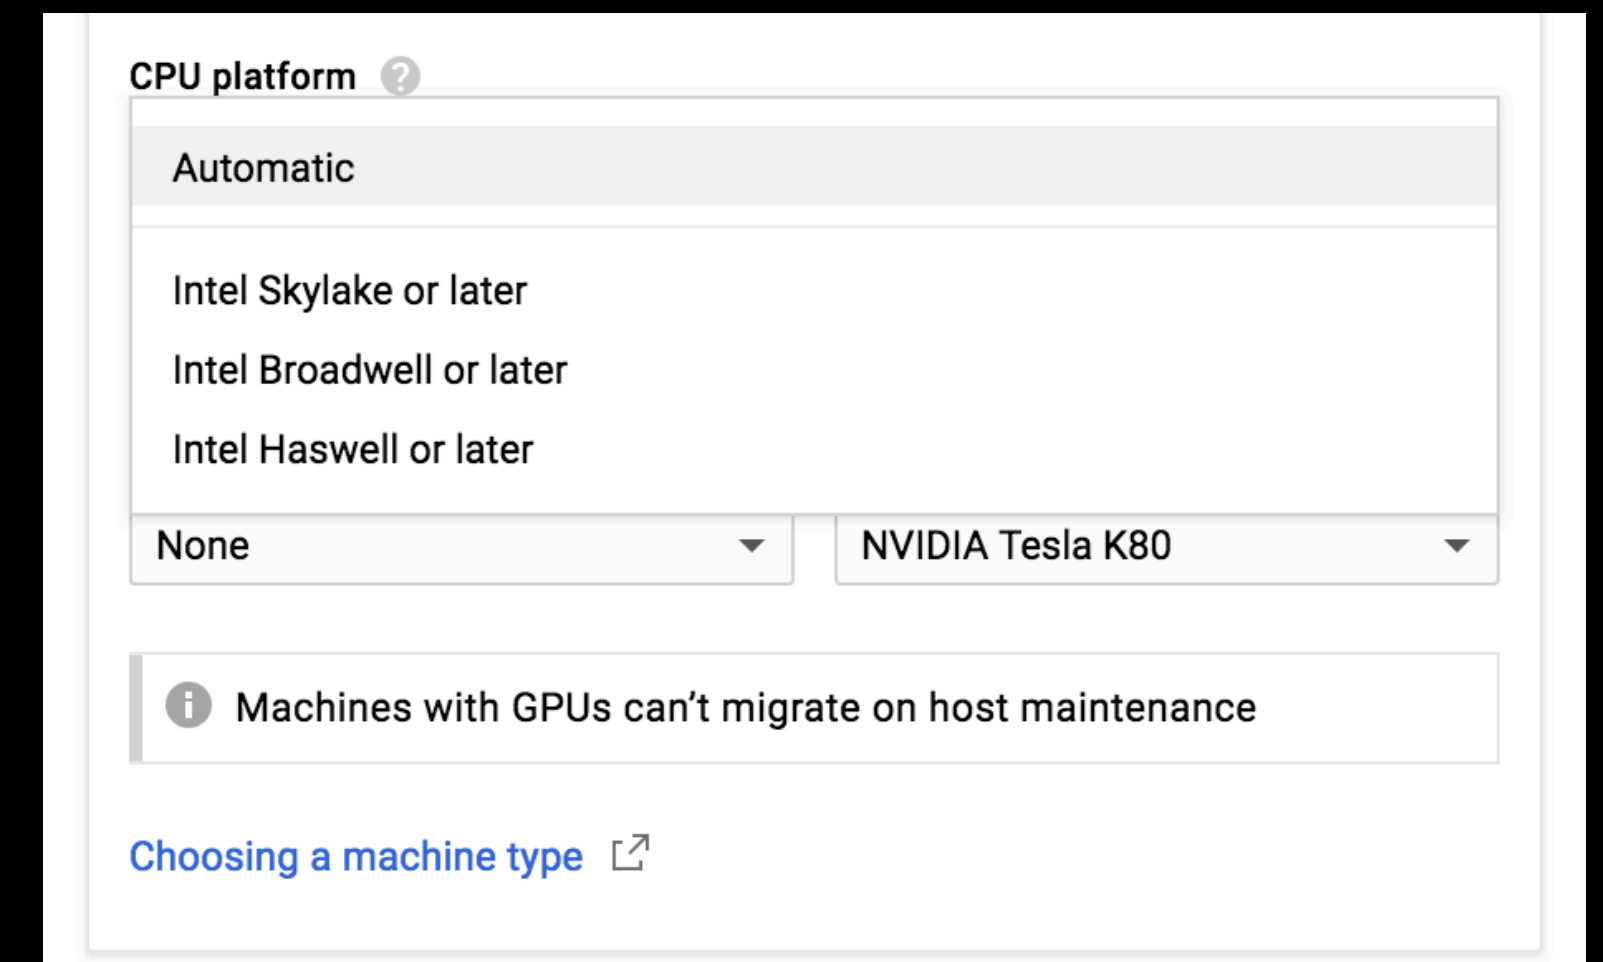 CPU platform ?
Automatic
Intel Skylake or later
Intel Broadwell or later
Intel Haswell or later
None
NVIDIA Tesla K80
Machines with GPUs can’t migrate on host maintenance
Choosing a machine type